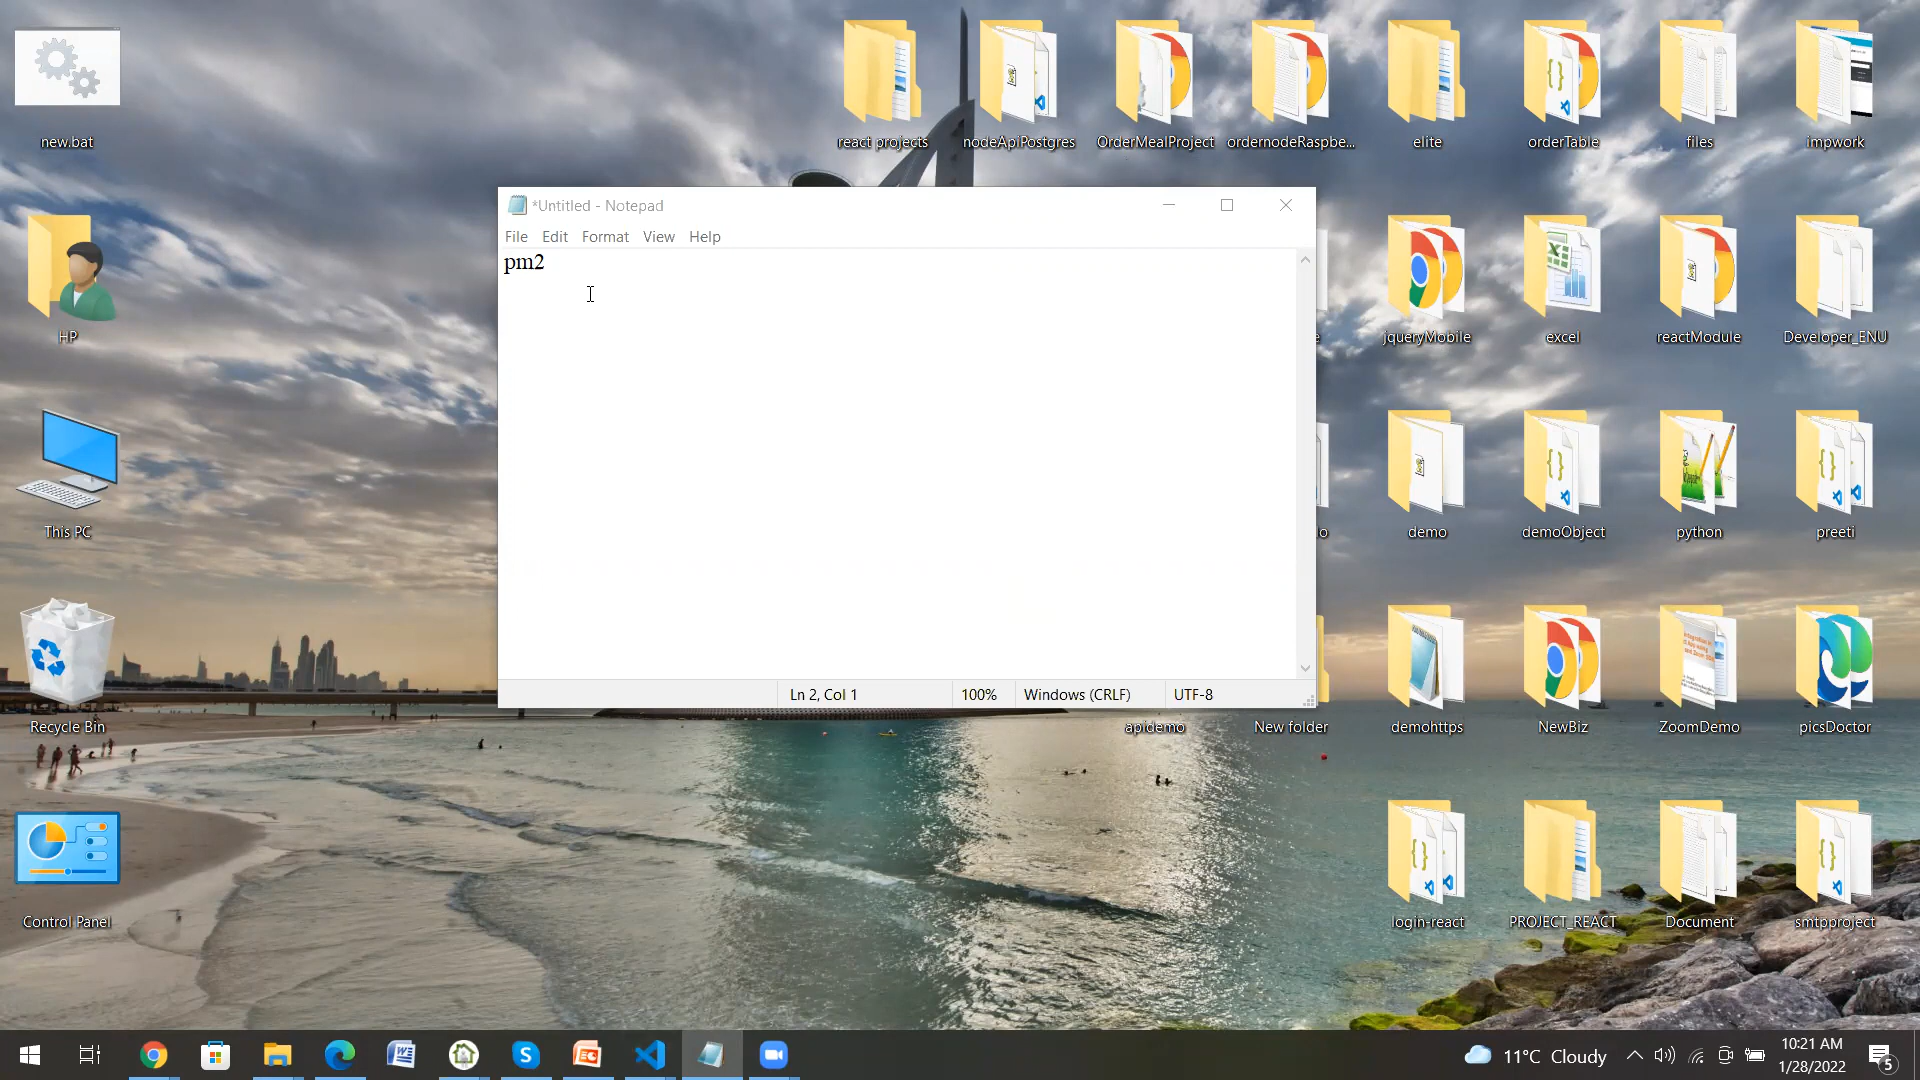 react projects
nodeApiPostgres
OrderMealProject
ordernodeRaspbe...
elite
orderTable
files
impwork
new.bat
*Untitled - Notepad
File Edit Format View Help
pm2
HP
jqueryMobile
excel
reactModule
Developer_ENU
This PC
demo
demoObject
python
preeti
Ln 2, Col 1
100%
Windows (CRLF)
UTF-8
Recycle Bin
apidemo
New folder
demohttps
NewBiz
ZoomDemo
picsDoctor
Control Panel
login-react
PROJECT_REACT
Document
smtpproject
11°C Cloudy
10:21 AM
1/28/2022
5